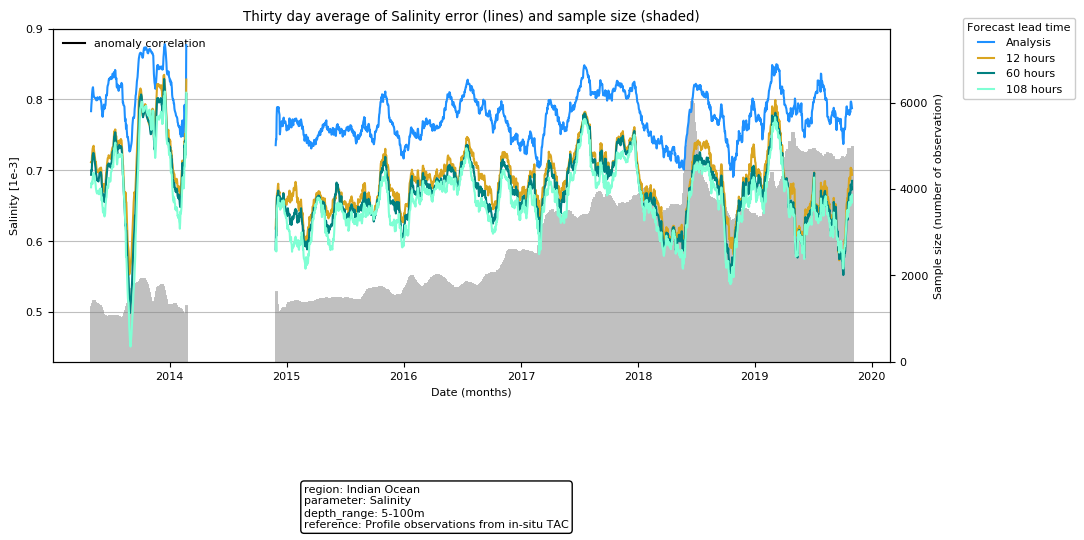 Thirty day average of Salinity error (lines) and sample size (shaded)
Forecast lead time
Analysis
12 hours
60 hours
108 hours
anomaly correlation
Salinity [1e-3]
0.9
0.8
0.7
0.6
0.5
6000
4000
2000
0
Sample size (number of observation)
2014
2015
2016
2017
2018
2019
2020
Date (months)
region: Indian Ocean
parameter: Salinity
depth_range: 5-100m
reference: Profile observations from in-situ TAC